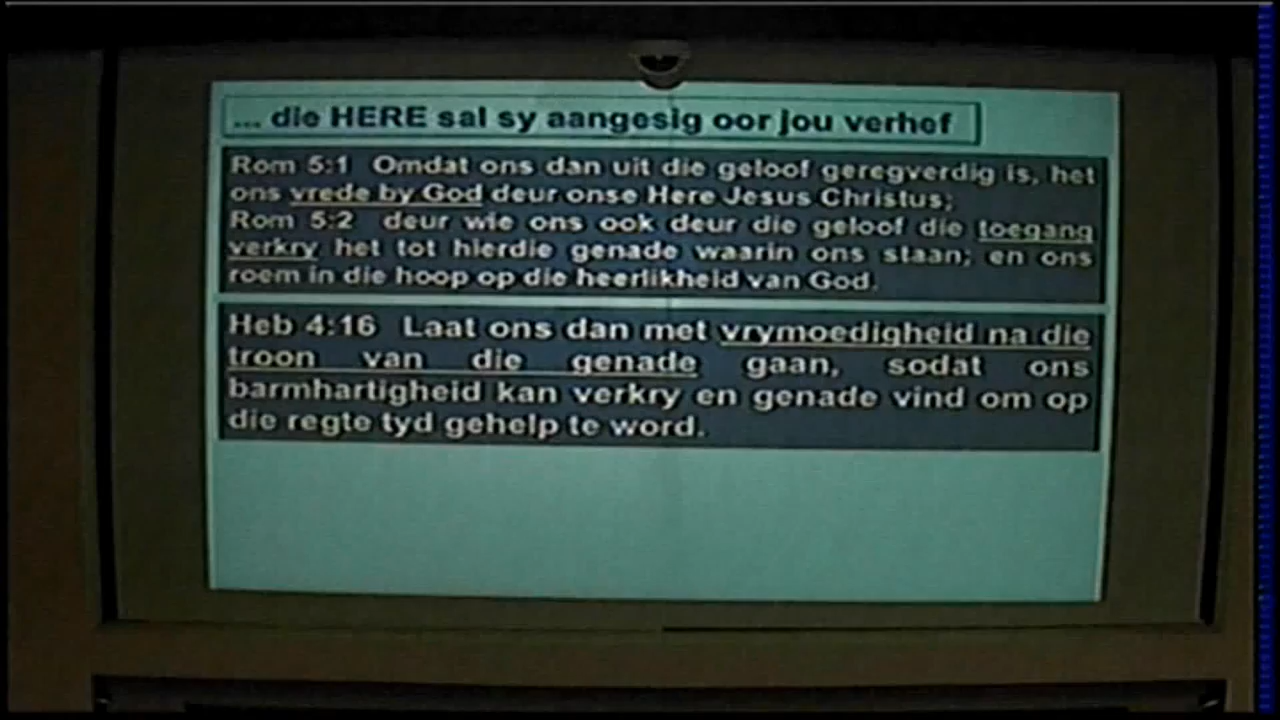 ... die HERE sal sy aangesig oor jou verhef
Rom 5:1 Omdat ons dan uit die geloof geregverdig is, het
ons vrede by God deur onse Here Jesus Christus;
Rom 5:2 deur wie ons ook deur die geloof die toegang
verkry het tot hierdie genade waarin ons staan; en ons
roem in die hoop op die heerlikheid van God.
Heb 4:16 Laat ons dan met vrymoedigheid na die
troon van die genade gaan, sodat ons
barmhartigheid kan verkry en genade vind om op
die regte tyd gehelp te word.